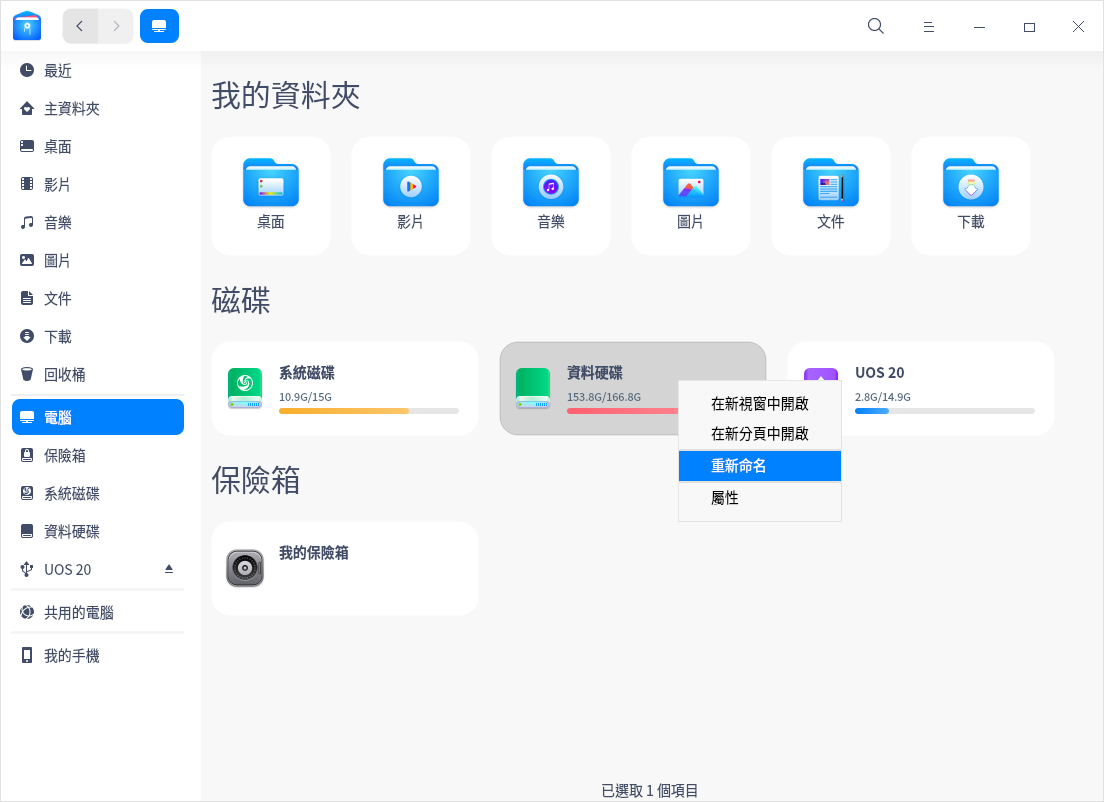 最近
主資料夾
桌面
影片
音樂
圖片
文件
下載
回收桶
電腦
保險箱
系統磁碟
資料硬碟
UOS 20
共用的電腦
我的手機
我的資料夾
桌面
影片
音樂
圖片
文件
下載
磁碟
系統磁碟
10.9G/15G
資料硬碟
153.8G/166.8G
UOS 20
2.8G/14.9G
在新視窗中開啟
在新分頁中開啟
重新命名
屬性
保險箱
我的保險箱
已選取 1 個項目